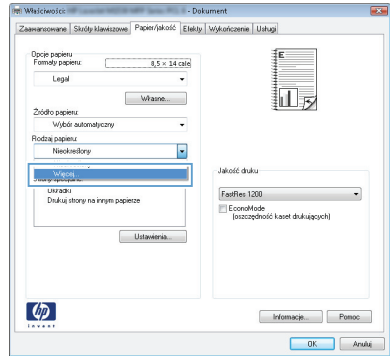 Właściwości: - Dokument
Zaawansowane Skróty klawiszowe Papier/jakość Efekty Wykończenie Usługi
Opcje papieru
Formaty papieru: 8,5 × 14 cale
Legal
Własne...
Źródło papieru:
Wybór automatyczny
Rodzaj papieru:
Nieokreślony
Więcej...
Okładki
Drukuj strony na innym papierze
Ustawienia...
E
Jakość druku
FastRes 1200
EconoMode
(oszczędność kaset drukujących)
hp
invent
Informacje... Pomoc
OK Anuluj